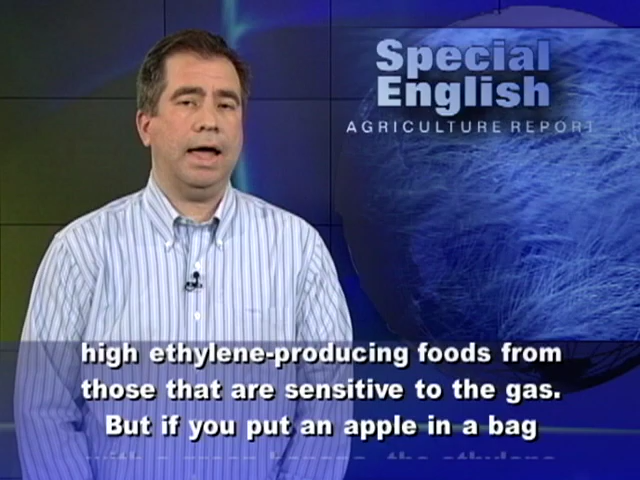 Special
English
AGRICULTURE REPORT
high ethylene-producing foods from
those that are sensitive to the gas.
But if you put an apple in a bag